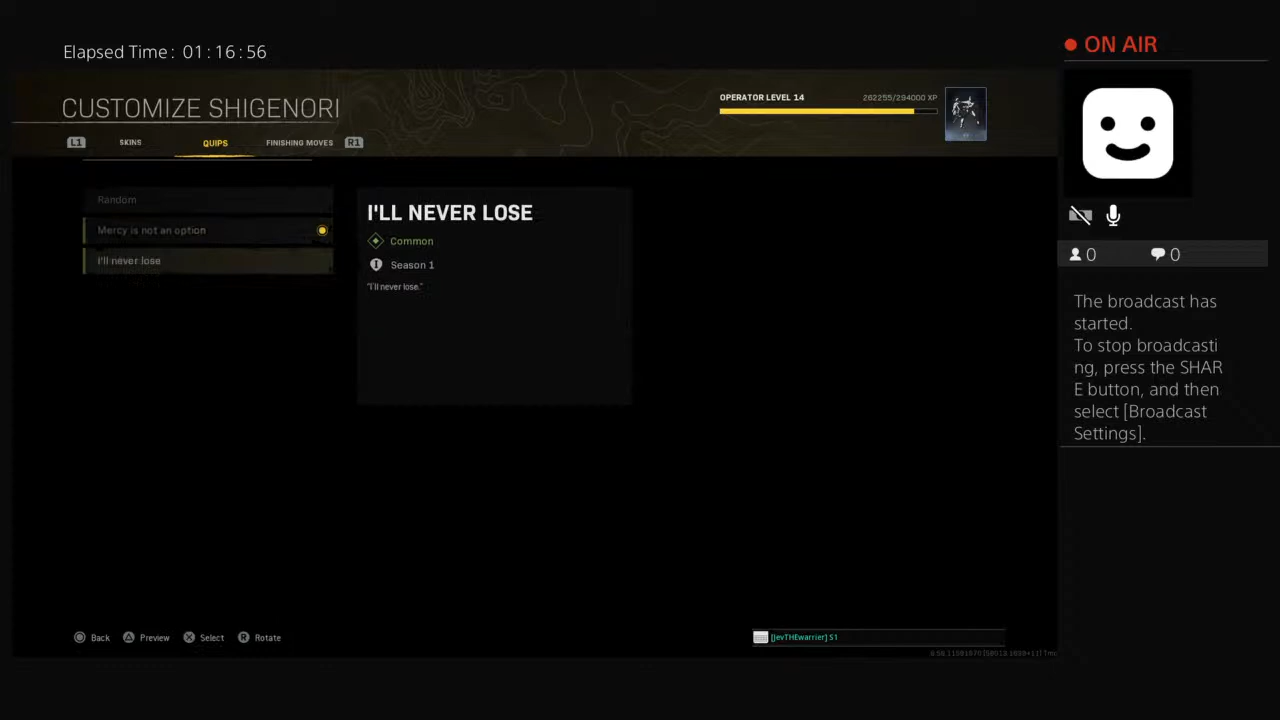 Elapsed Time: 01:16:56
ON AIR
CUSTOMIZE SHIGENORI
OPERATOR LEVEL 14
262255/294000 XP
L1
SKINS
QUIPS
FINISHING MOVES
R1
Random
Mercy is not an option
I'll never lose
I'LL NEVER LOSE
Common
Season 1
"I'll never lose."
0
0
The broadcast has
started.
To stop broadcasti
ng, press the SHAR
E button, and then
select [Broadcast
Settings].
Back
Preview
Select
R
Rotate
[JevTHEwarrier] S1